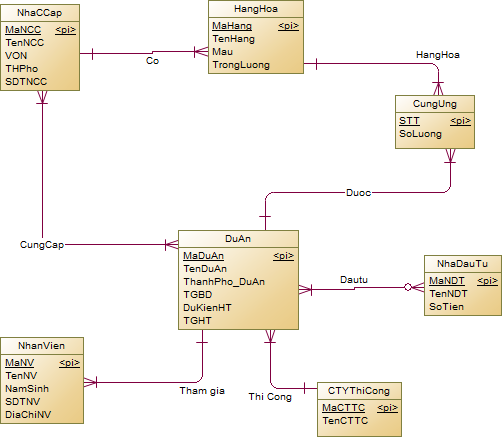 NhaCCap
MaNCC <pi>
TenNCC
VON
THPho
SDTNCC
Co
HangHoa
MaHang <pi>
TenHang
Mau
TrongLuong
HangHoa
CungUng
STT <pi>
SoLuong
Duoc
CungCap
DuAn
MaDuAn <pi>
TenDuAn
ThanhPho_DuAn
TGBD
DuKienHT
TGHT
Dautu
NhaDauTu
MaNDT <pi>
TenNDT
SoTien
NhanVien
MaNV <pi>
TenNV
NamSinh
SDTNV
DiaChiNV
Tham gia
Thi Cong
CTYThiCong
MaCTTC <pi>
TenCTTC